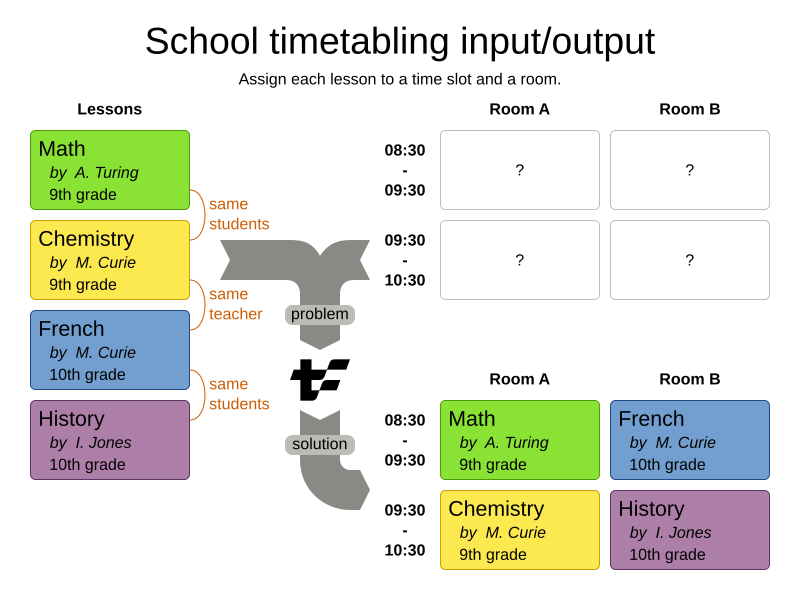 School timetabling input/output
Assign each lesson to a time slot and a room.
Lessons
Math
by A. Turing
9th grade
Chemistry
by M. Curie
9th grade
French
by M. Curie
10th grade
History
by I. Jones
10th grade
same
students
same
teacher
same
students
problem
solution
Room A
Room B
08:30
-
09:30
?
?
09:30
-
10:30
?
?
Room A
Room B
08:30
-
09:30
Math
by A. Turing
9th grade
French
by M. Curie
10th grade
09:30
-
10:30
Chemistry
by M. Curie
9th grade
History
by I. Jones
10th grade